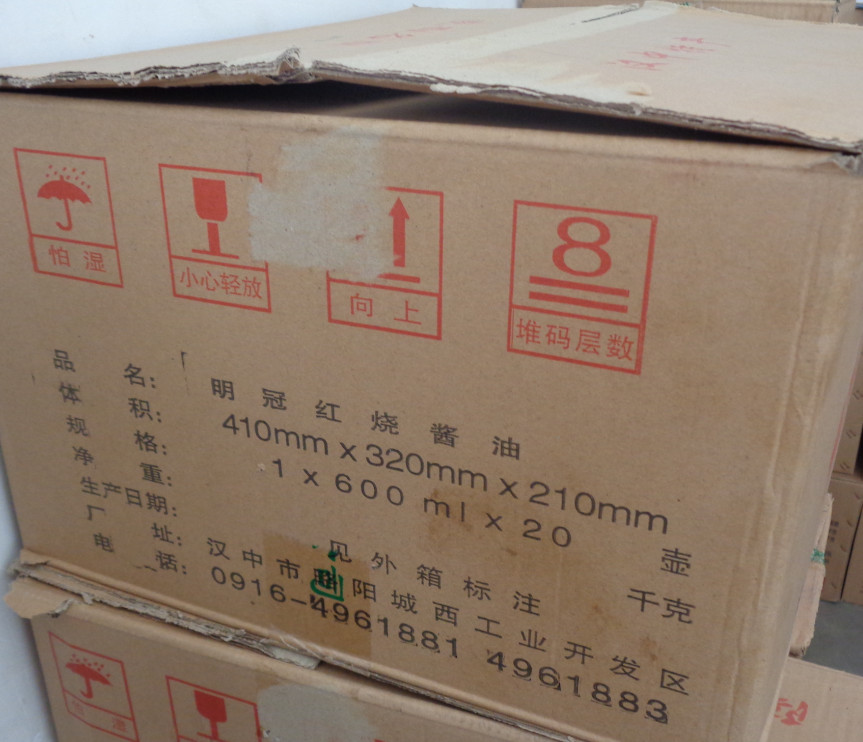 怕湿
小心轻放
向上
8
堆码层数
品名：明冠红烧酱油
体积：410mm x 320mm x 210mm
规格：1 x 600 ml x 20 壶
净重： 千克
生产日期：见外箱标注
厂址：汉中市 阳城西工业开发区
电话：0916-4961881 4961883